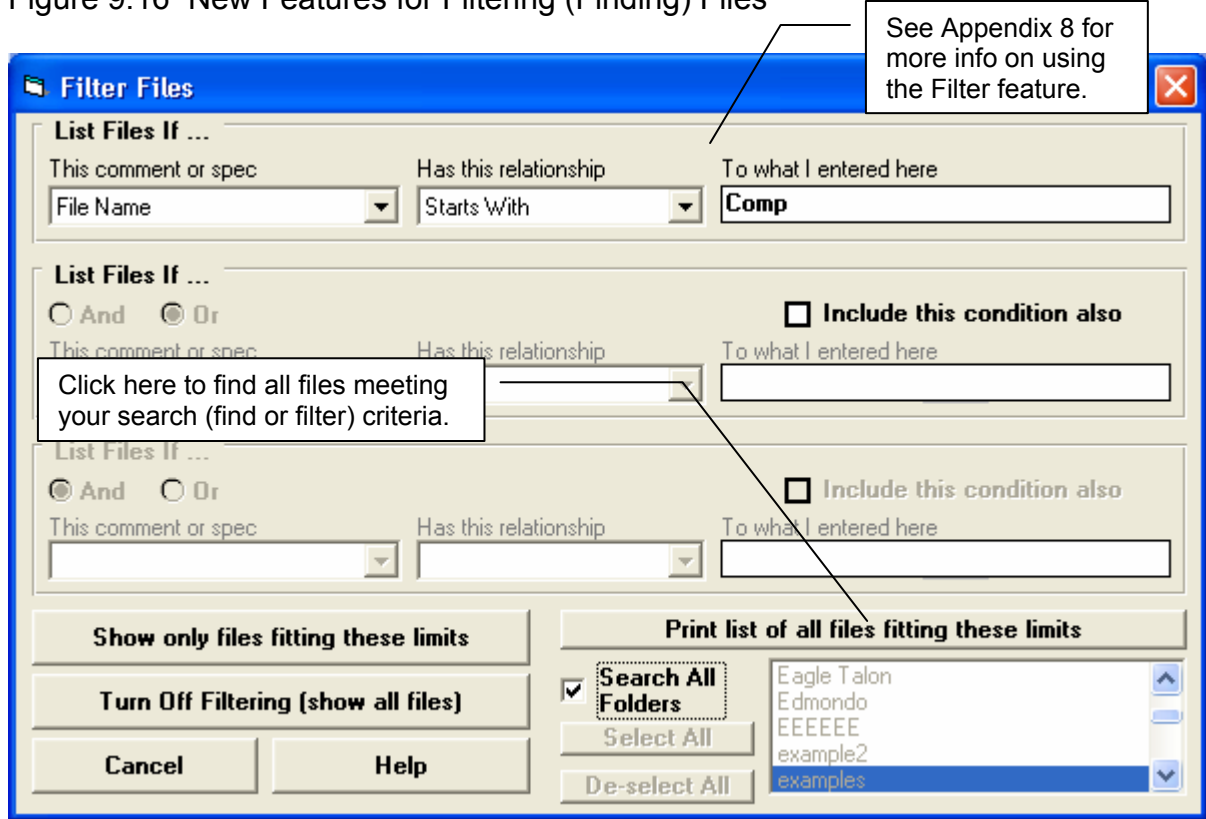 Figure 9.16 New Features for Filtering (Finding) Files
See Appendix 8 for
more info on using
the Filter feature.
Filter Files
List Files If ...
This comment or spec
Has this relationship
To what I entered here
File Name
Starts With
Comp
List Files If ...
And
Or
Include this condition also
This comment or spec
Has this relationship
To what I entered here
Click here to find all files meeting
your search (find or filter) criteria.
List Files If ...
And
Or
Include this condition also
This comment or spec
Has this relationship
To what I entered here
Show only files fitting these limits
Print list of all files fitting these limits
Turn Off Filtering (show all files)
Search All
Folders
Select All
De-select All
Eagle Talon
Edmondo
EEEEEE
example2
examples
Cancel
Help